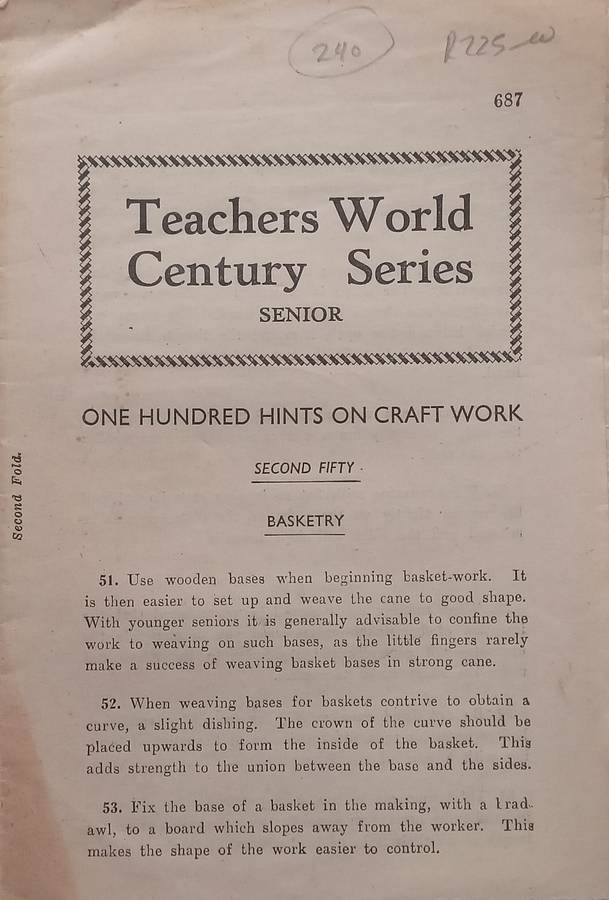 240
687
Teachers World
Century Series
SENIOR
ONE HUNDRED HINTS ON CRAFT WORK
SECOND FITY
BASKETRY
Second Fold.
51. Use wooden bases when beginning basket-work. It
is then easier to set up and weave the cane to good shape.
With younger seniors it is generally advisable to confine the
work to weaving on such bases, as the little fingers rarely
make a success of weaving basket bases in strong cane.
52. When weaving bases for baskets contrive to obtain a
curve, a slight dishing. The crown of the curve should be
placed upwards to form the inside of the basket. This
adds strength to the union between the base and the sides.
53. Fix the base of a basket in the making, with a brad-
awl, to a board which slopes away from the worker. This
makes the shape of the work easier to control.